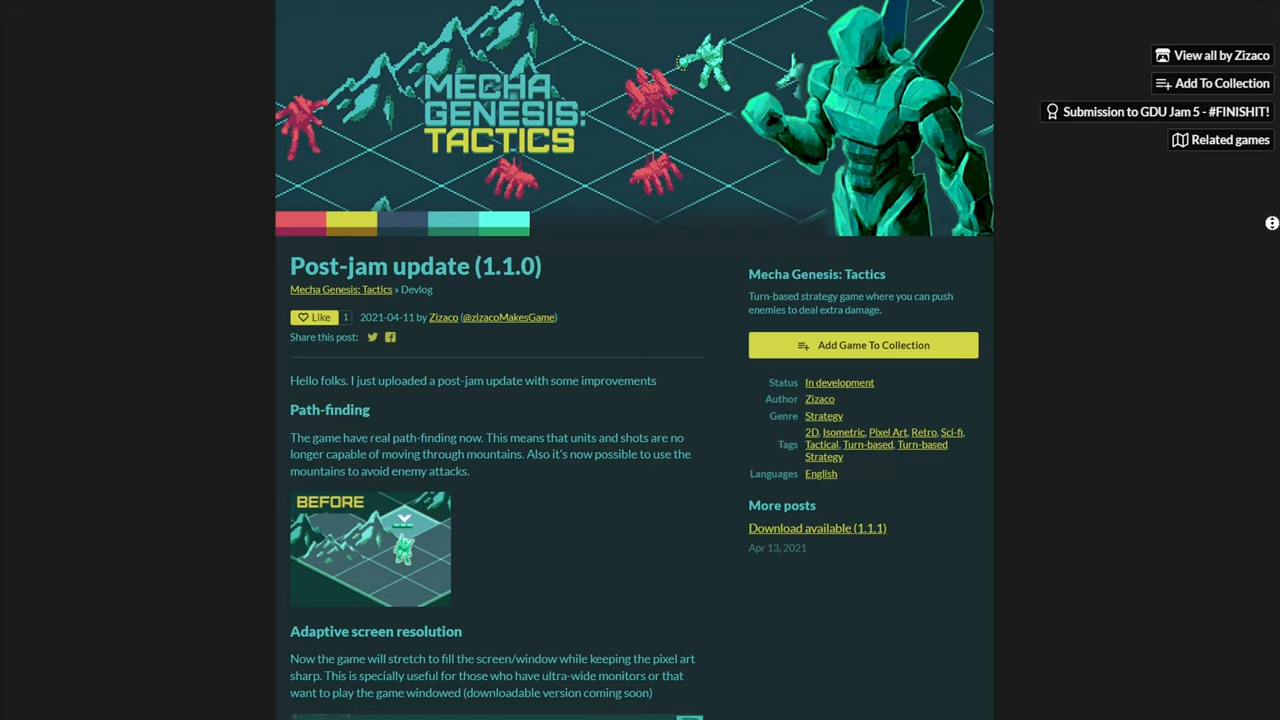 MECHA
GENESIS:
TACTICS
View all by Zizaco
Add To Collection
Submission to GDU Jam 5 - #FINISHIT!
Related games
Post-jam update (1.1.0)
Mecha Genesis: Tactics » Devlog
Like 1 2021-04-11 by Zizaco (@zizacoMakesGame)
Share this post:
Hello folks. I just uploaded a post-jam update with some improvements
Path-finding
The game have real path-finding now. This means that units and shots are no
longer capable of moving through mountains. Also it's now possible to use the
mountains to avoid enemy attacks.
BEFORE
Adaptive screen resolution
Now the game will stretch to fill the screen/window while keeping the pixel art
sharp. This is specially useful for those who have ultra-wide monitors or that
want to play the game windowed (downloadable version coming soon)
Mecha Genesis: Tactics
Turn-based strategy game where you can push
enemies to deal extra damage.
Add Game To Collection
Status In development
Author Zizaco
Genre Strategy
Tags 2D, Isometric, Pixel Art, Retro, Sci-fi,
Tactical, Turn-based, Turn-based
Strategy
Languages English
More posts
Download available (1.1.1)
Apr 13, 2021